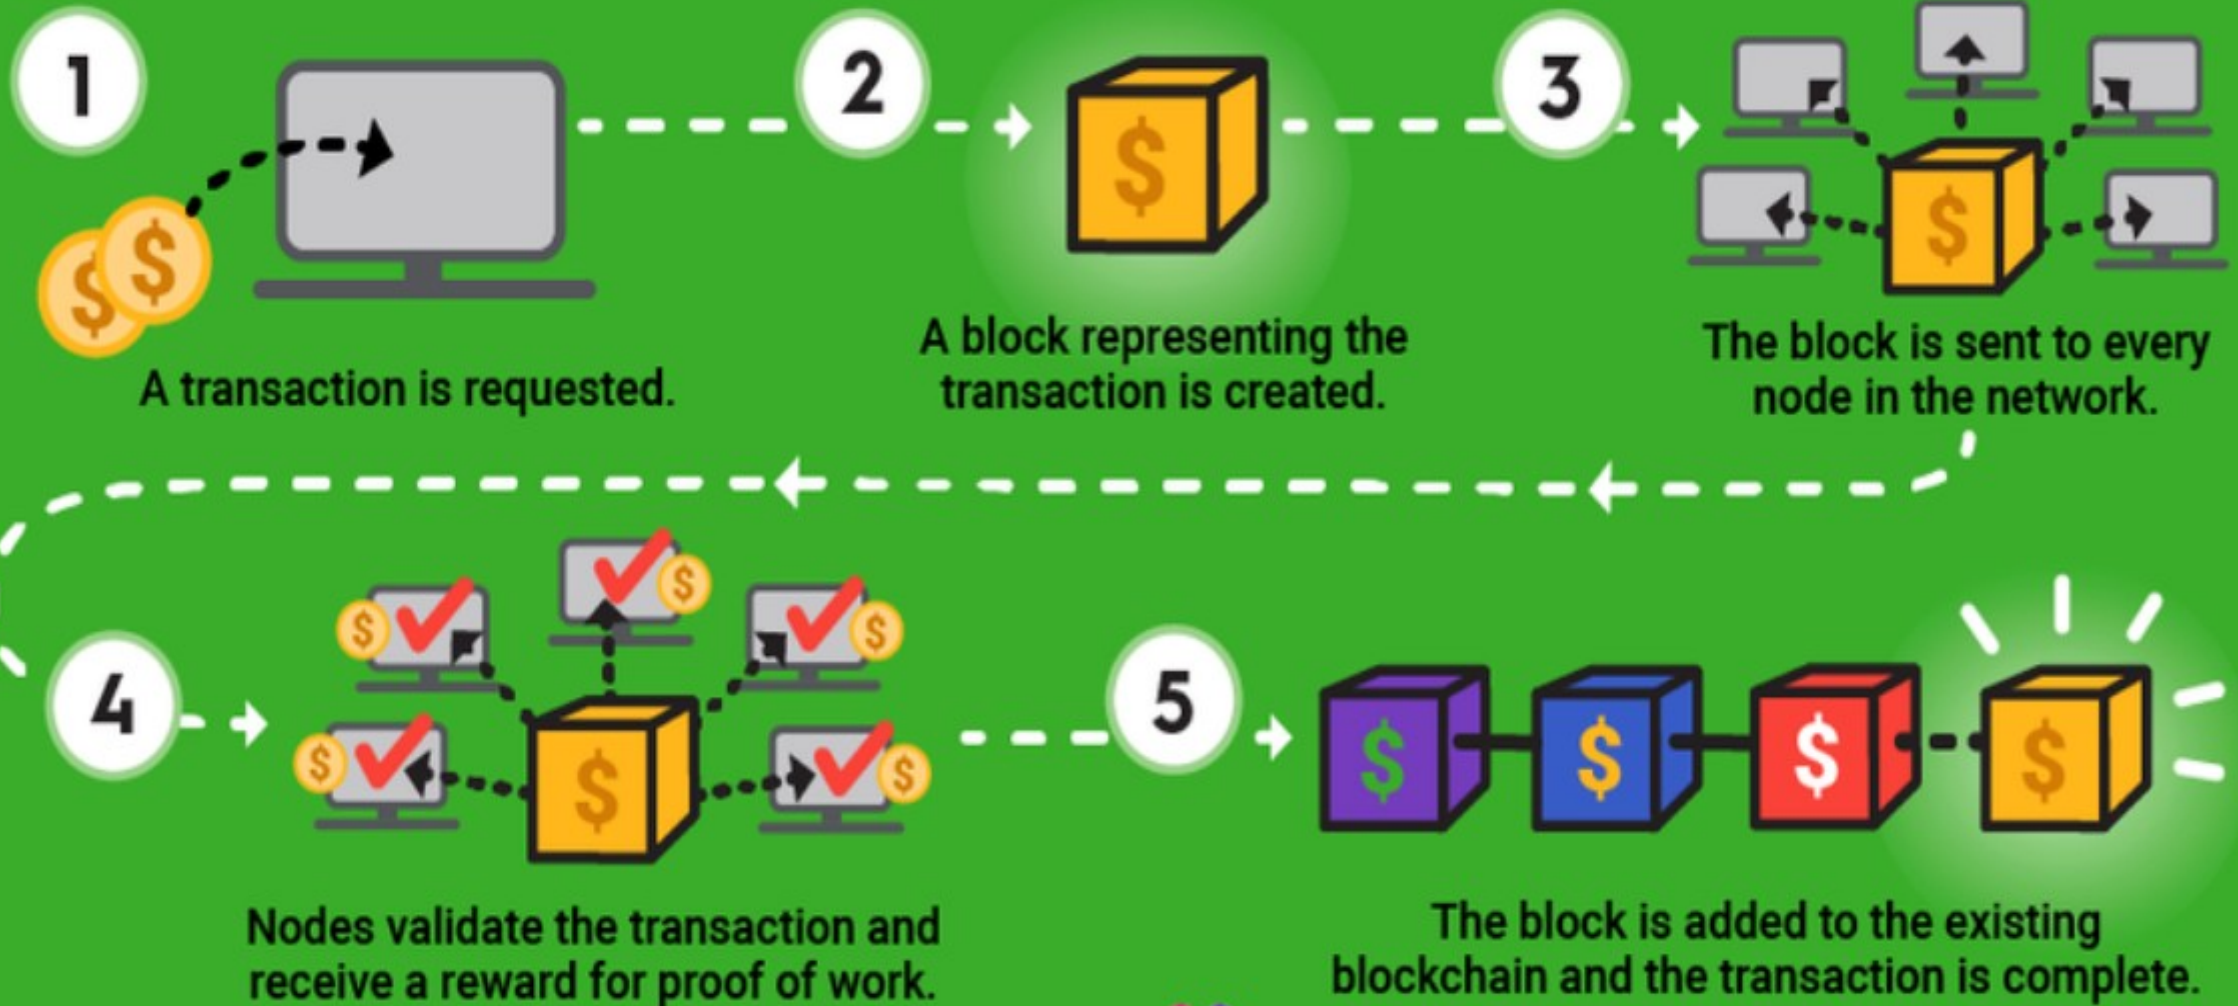 1
2
3
$
$
$
$
A transaction is requested.
A block representing the
transaction is created.
The block is sent to every
node in the network.
4
5
$
$
$
$
$
$
$
$
$
$
Nodes validate the transaction and
receive a reward for proof of work.
The block is added to the existing
blockchain and the transaction is complete.